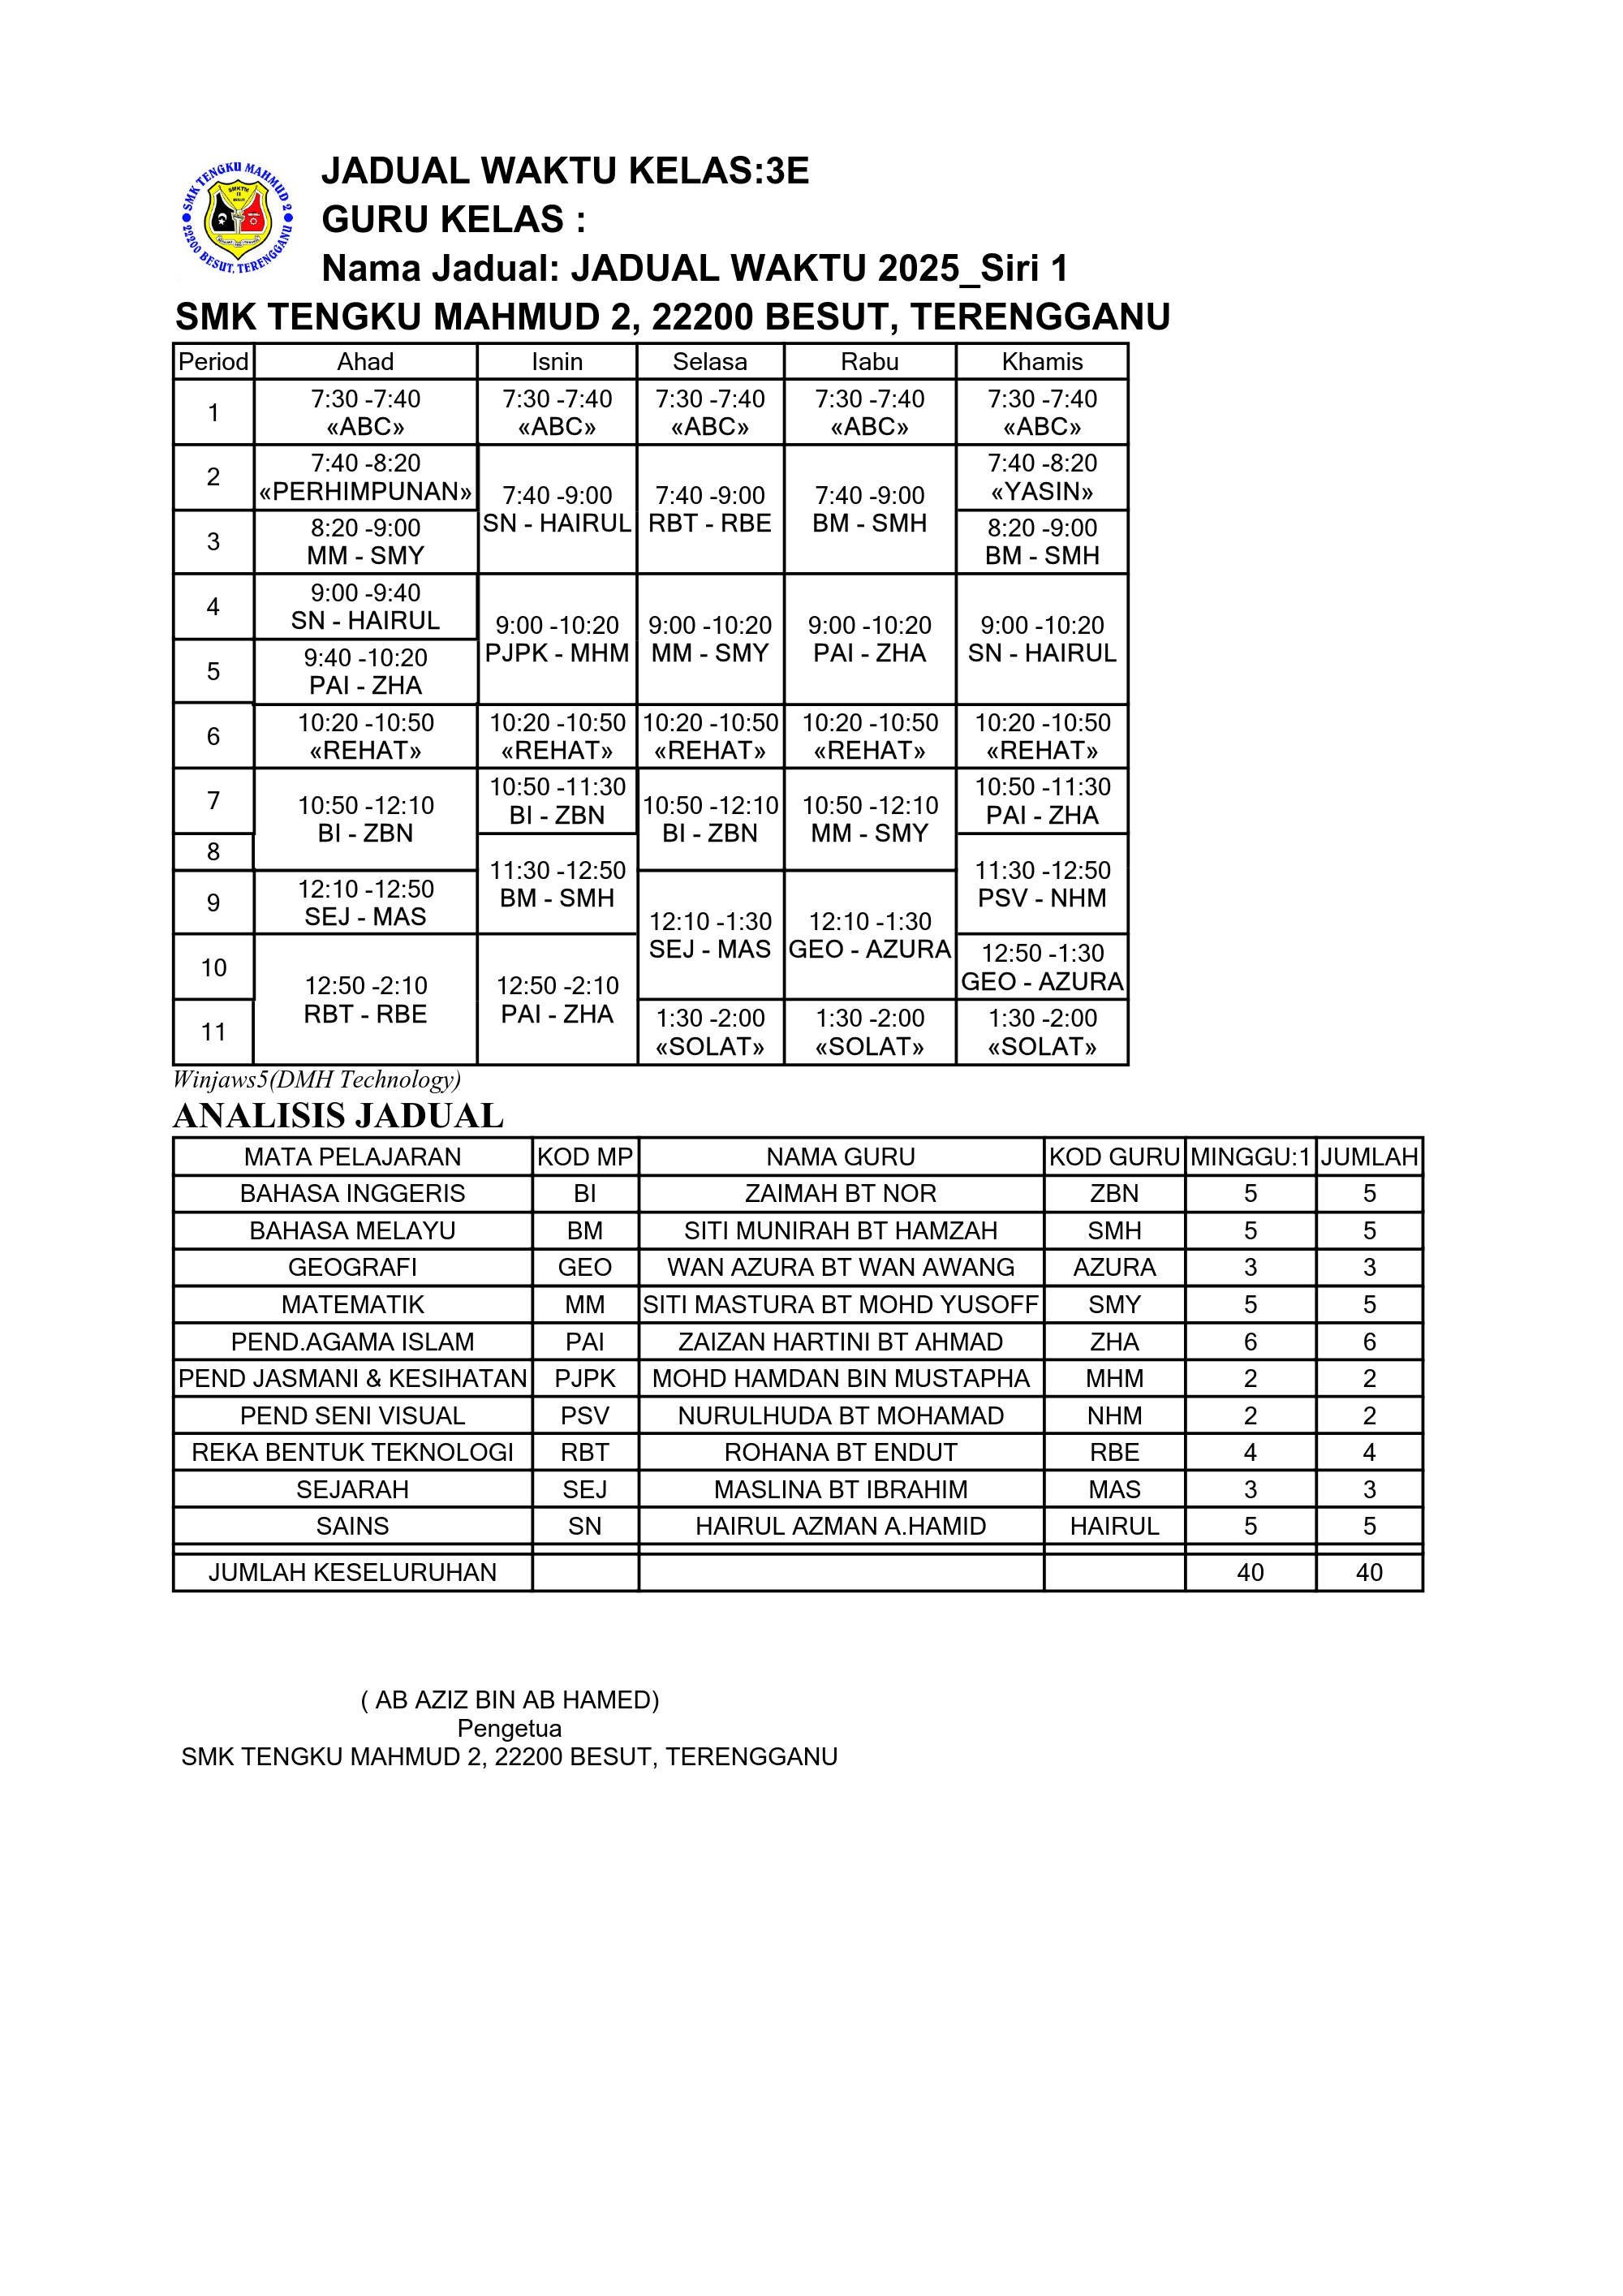 SMK TENGKU MAHMUD 2
22200 BESUT, TERENGGANU
JADUAL WAKTU KELAS:3E
GURU KELAS :
Nama Jadual: JADUAL WAKTU 2025_Siri 1
SMK TENGKU MAHMUD 2, 22200 BESUT, TERENGGANU
Period Ahad Isnin Selasa Rabu Khamis
1 7:30 -7:40 «ABC» 7:30 -7:40 «ABC» 7:30 -7:40 «ABC» 7:30 -7:40 «ABC» 7:30 -7:40 «ABC»
2 7:40 -8:20 «PERHIMPUNAN» 7:40 -9:00 SN - HAIRUL 7:40 -9:00 RBT - RBE 7:40 -9:00 BM - SMH 7:40 -8:20 «YASIN»
3 8:20 -9:00 MM - SMY 8:20 -9:00 BM - SMH
4 9:00 -9:40 SN - HAIRUL 9:00 -10:20 PJPK - MHM 9:00 -10:20 MM - SMY 9:00 -10:20 PAI - ZHA 9:00 -10:20 SN - HAIRUL
5 9:40 -10:20 PAI - ZHA
6 10:20 -10:50 «REHAT» 10:20 -10:50 «REHAT» 10:20 -10:50 «REHAT» 10:20 -10:50 «REHAT» 10:20 -10:50 «REHAT»
7 10:50 -12:10 BI - ZBN 10:50 -11:30 BI - ZBN 10:50 -12:10 BI - ZBN 10:50 -12:10 MM - SMY 10:50 -11:30 PAI - ZHA
8 11:30 -12:50 BM - SMH 11:30 -12:50 PSV - NHM
9 12:10 -12:50 SEJ - MAS 12:10 -1:30 SEJ - MAS 12:10 -1:30 GEO - AZURA
10 12:50 -2:10 RBT - RBE 12:50 -2:10 PAI - ZHA 12:50 -1:30 GEO - AZURA
11 1:30 -2:00 «SOLAT» 1:30 -2:00 «SOLAT» 1:30 -2:00 «SOLAT»
Winjaws5(DMH Technology)
ANALISIS JADUAL
MATA PELAJARAN KOD MP NAMA GURU KOD GURU MINGGU:1 JUMLAH
BAHASA INGGERIS BI ZAIMAH BT NOR ZBN 5 5
BAHASA MELAYU BM SITI MUNIRAH BT HAMZAH SMH 5 5
GEOGRAFI GEO WAN AZURA BT WAN AWANG AZURA 3 3
MATEMATIK MM SITI MASTURA BT MOHD YUSOFF SMY 5 5
PEND.AGAMA ISLAM PAI ZAIZAN HARTINI BT AHMAD ZHA 6 6
PEND JASMANI & KESIHATAN PJPK MOHD HAMDAN BIN MUSTAPHA MHM 2 2
PEND SENI VISUAL PSV NURULHUDA BT MOHAMAD NHM 2 2
REKA BENTUK TEKNOLOGI RBT ROHANA BT ENDUT RBE 4 4
SEJARAH SEJ MASLINA BT IBRAHIM MAS 3 3
SAINS SN HAIRUL AZMAN A.HAMID HAIRUL 5 5
JUMLAH KESELURUHAN 40 40
( AB AZIZ BIN AB HAMED)
Pengetua
SMK TENGKU MAHMUD 2, 22200 BESUT, TERENGGANU